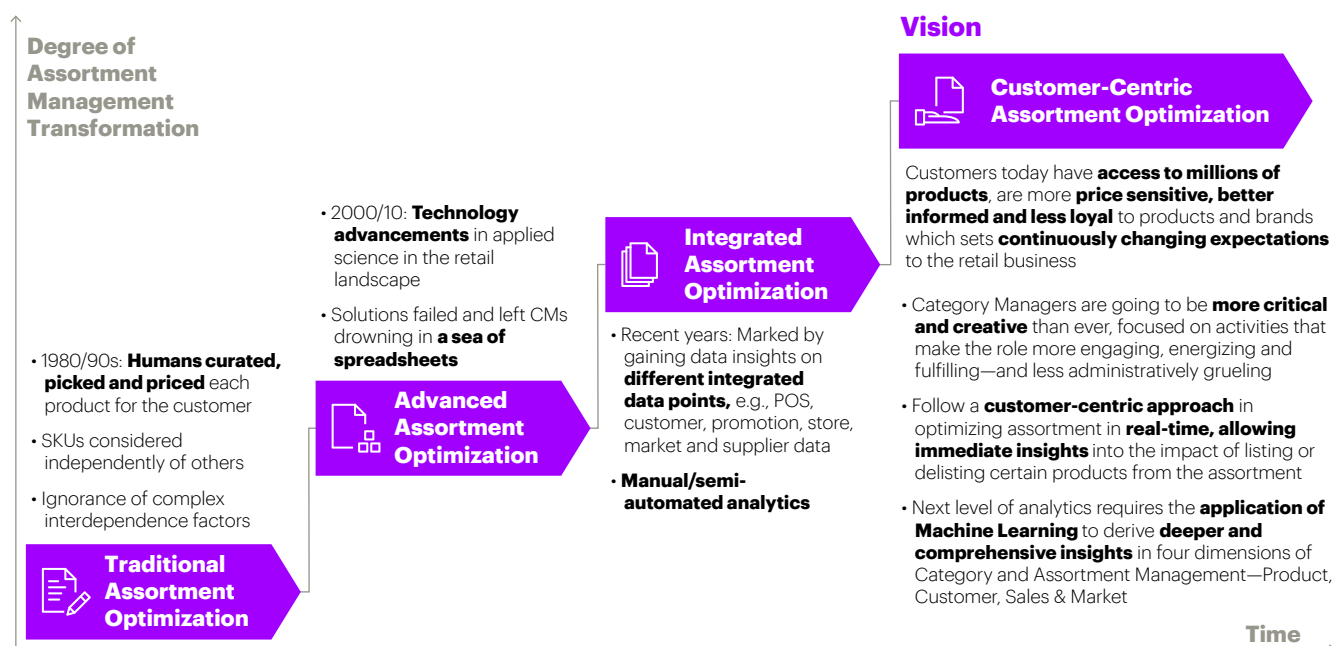 Degree of
Assortment
Management
Transformation
• 1980/90s: Humans curated,
picked and priced each
product for the customer
• SKUs considered
independently of others
• Ignorance of complex
interdependence factors
Traditional
Assortment
Optimization
• 2000/10: Technology
advancements in applied
science in the retail
landscape
• Solutions failed and left CMs
drowning in a sea of
spreadsheets
Advanced
Assortment
Optimization
Integrated
Assortment
Optimization
• Recent years: Marked by
gaining data insights on
different integrated
data points, e.g., POS,
customer, promotion, store,
market and supplier data
• Manual/semi-
automated analytics
Vision
Customer-Centric
Assortment Optimization
Customers today have access to millions of
products, are more price sensitive, better
informed and less loyal to products and brands
which sets continuously changing expectations
to the retail business
• Category Managers are going to be more critical
and creative than ever, focused on activities that
make the role more engaging, energizing and
fulfilling—and less administratively grueling
• Follow a customer-centric approach in
optimizing assortment in real-time, allowing
immediate insights into the impact of listing or
delisting certain products from the assortment
• Next level of analytics requires the application of
Machine Learning to derive deeper and
comprehensive insights in four dimensions of
Category and Assortment Management—Product,
Customer, Sales & Market
Time